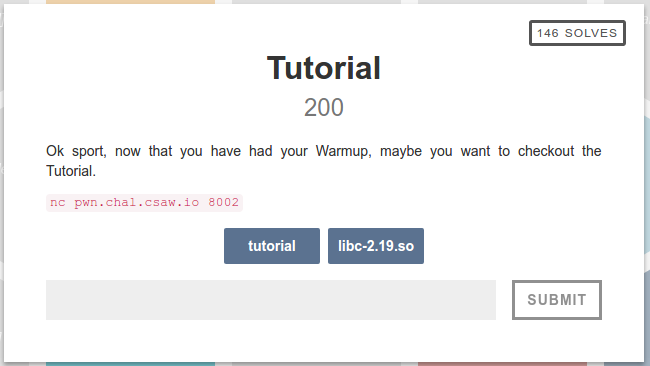 146 SOLVES
Tutorial
200
Ok sport, now that you have had your Warmup, maybe you want to checkout the
Tutorial.
nc pwn.chal.csaw.io 8002
tutorial libc-2.19.so
SUBMIT